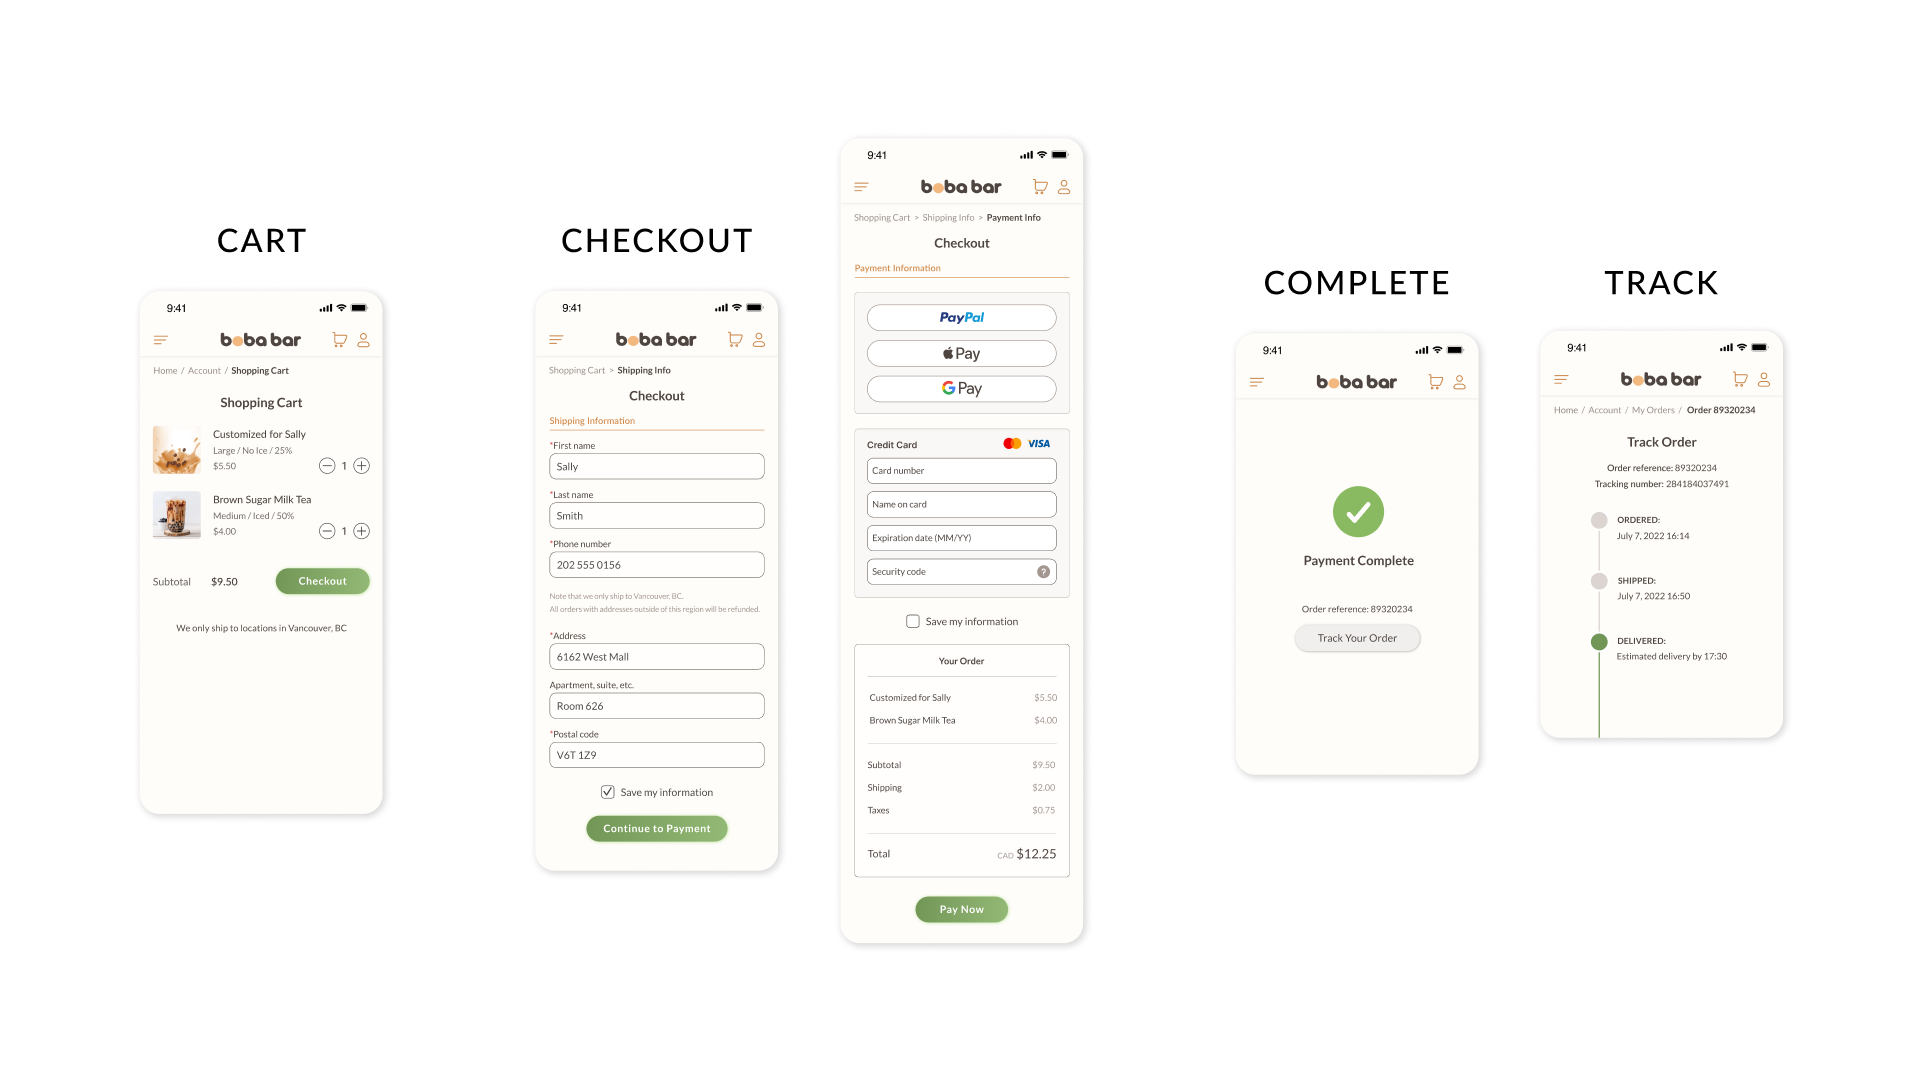 CART
9:41
boba bar
Home / Account / Shopping Cart
Shopping Cart
Customized for Sally
Large / No Ice / 25%
$5.50
1
Brown Sugar Milk Tea
Medium / Iced / 50%
$4.00
1
Subtotal $9.50 Checkout
We only ship to locations in Vancouver, BC
CHECKOUT
9:41
boba bar
Shopping Cart > Shipping Info
Checkout
Shipping Information
*First name
Sally
*Last name
Smith
*Phone number
202 555 0156
Note that we only ship to Vancouver, BC.
All orders with addresses outside of this region will be refunded.
*Address
6162 West Mall
Apartment, suite, etc.
Room 626
*Postal code
V6T 1Z9
Save my information
Continue to Payment
9:41
boba bar
Shopping Cart > Shipping Info > Payment Info
Checkout
Payment Information
PayPal
Pay
G Pay
Credit Card VISA
Card number
Name on card
Expiration date (MM/YY)
Security code ?
Save my information
Your Order
Customized for Sally $5.50
Brown Sugar Milk Tea $4.00
Subtotal $9.50
Shipping $2.00
Taxes $0.75
Total CAD $12.25
Pay Now
COMPLETE
9:41
boba bar
Payment Complete
Order reference: 89320234
Track Your Order
TRACK
9:41
boba bar
Home / Account / My Orders / Order 89320234
Track Order
Order reference: 89320234
Tracking number: 284184037491
ORDERED:
July 7, 2022 16:14
SHIPPED:
July 7, 2022 16:50
DELIVERED:
Estimated delivery by 17:30